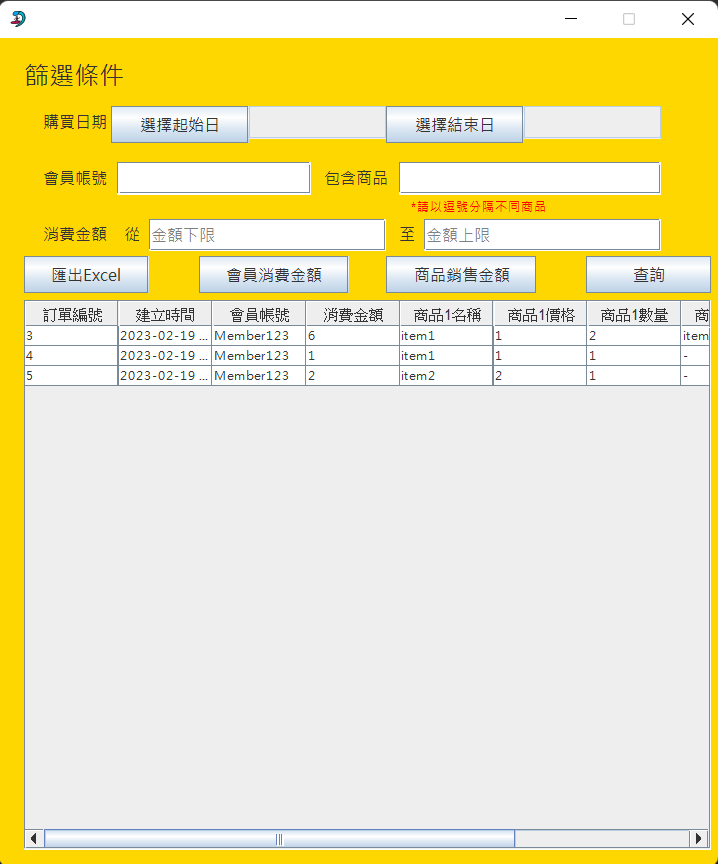 篩選條件
購買日期 選擇起始日 選擇結束日
會員帳號 包含商品
*請以逗號分隔不同商品
消費金額 從 金額下限 至 金額上限
匯出Excel 會員消費金額 商品銷售金額 查詢
訂單編號 建立時間 會員帳號 消費金額 商品1名稱 商品1價格 商品1數量 商
3 2023-02-19 ... Member123 6 item1 1 2 item
4 2023-02-19 ... Member123 1 item1 1 1 -
5 2023-02-19 ... Member123 2 item2 2 1 -